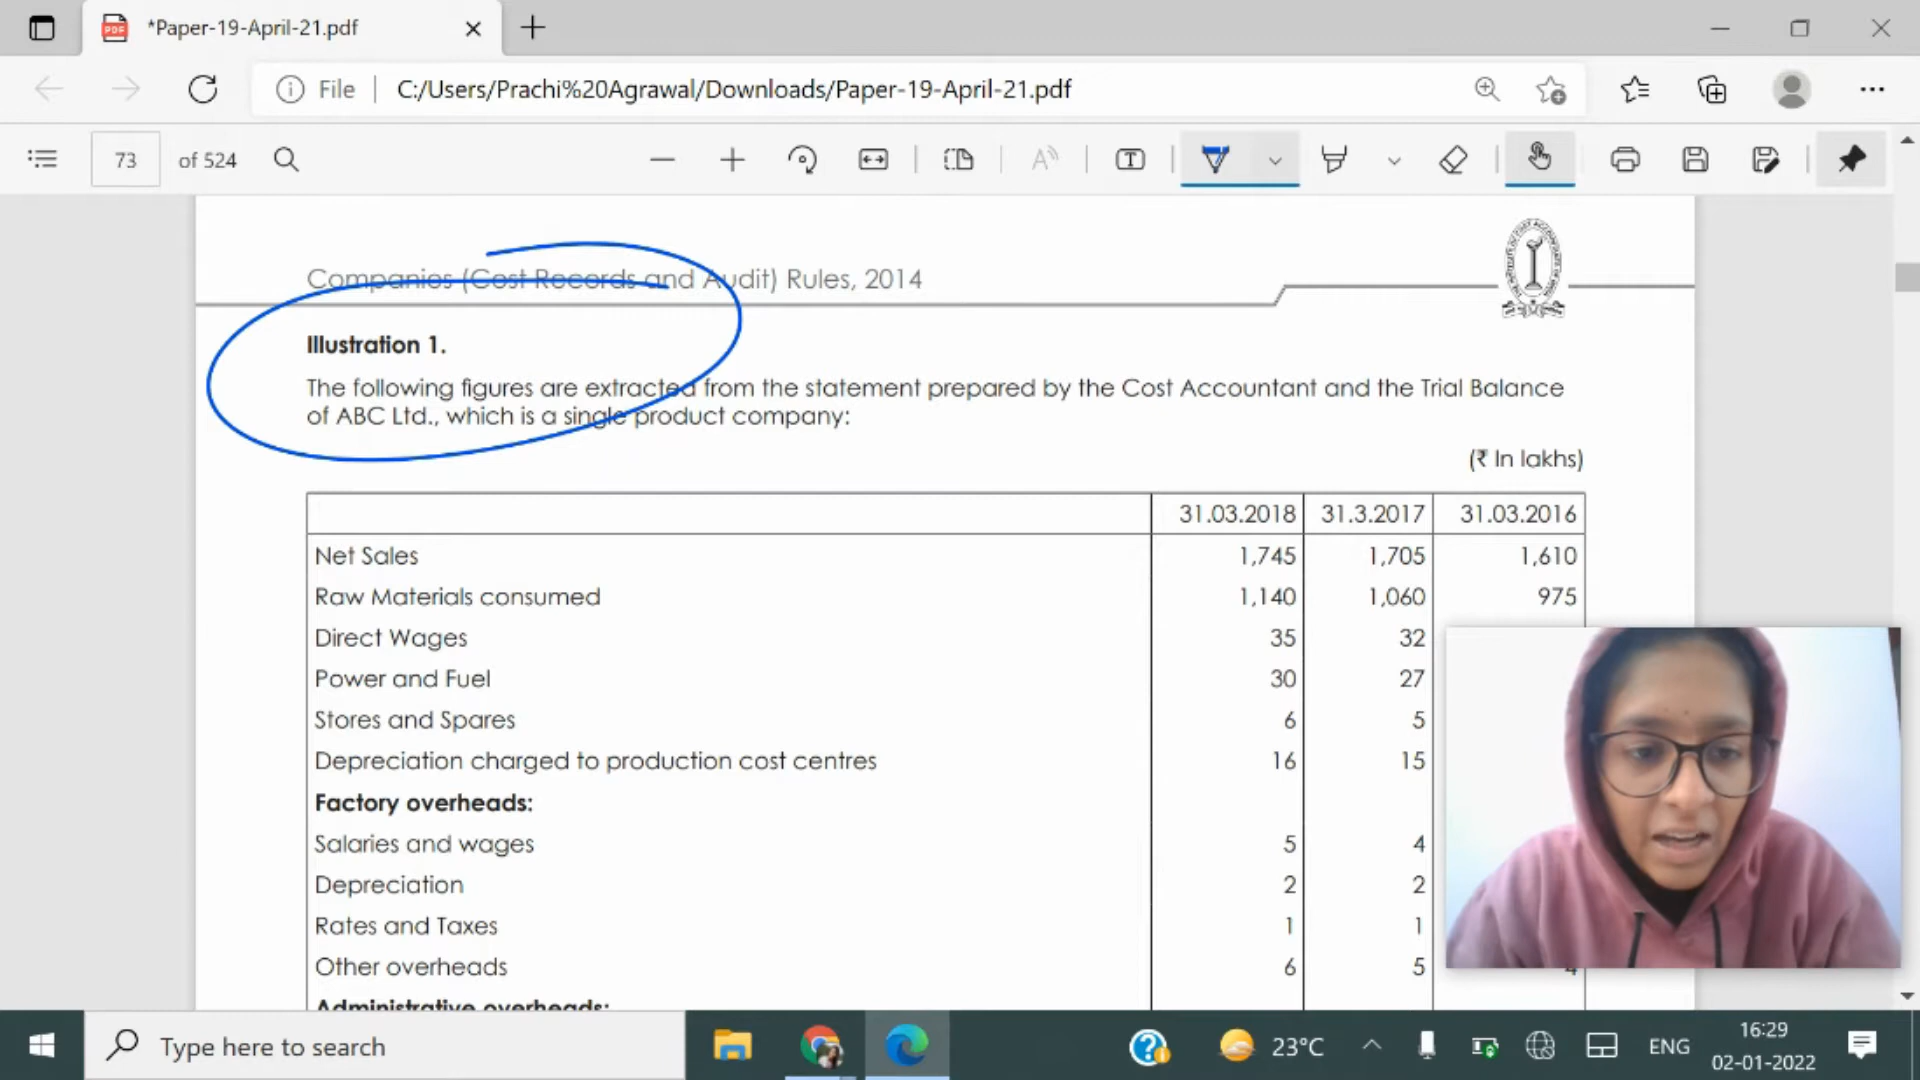 *Paper-19-April-21.pdf
File
C:/Users/Prachi%20Agrawal/Downloads/Paper-19-April-21.pdf
73 of 524
Companies (Cost Records and Audit) Rules, 2014
Illustration 1.
The following figures are extracted from the statement prepared by the Cost Accountant and the Trial Balance
of ABC Ltd., which is a single product company:
(₹ In lakhs)
31.03.2018 31.3.2017 31.03.2016
Net Sales 1,745 1,705 1,610
Raw Materials consumed 1,140 1,060 975
Direct Wages 35 32
Power and Fuel 30 27
Stores and Spares 6 5
Depreciation charged to production cost centres 16 15
Factory overheads:
Salaries and wages 5 4
Depreciation 2 2
Rates and Taxes 1 1
Other overheads 6 5 4
Administrative overheads:
Type here to search
23°C
ENG
16:29
02-01-2022